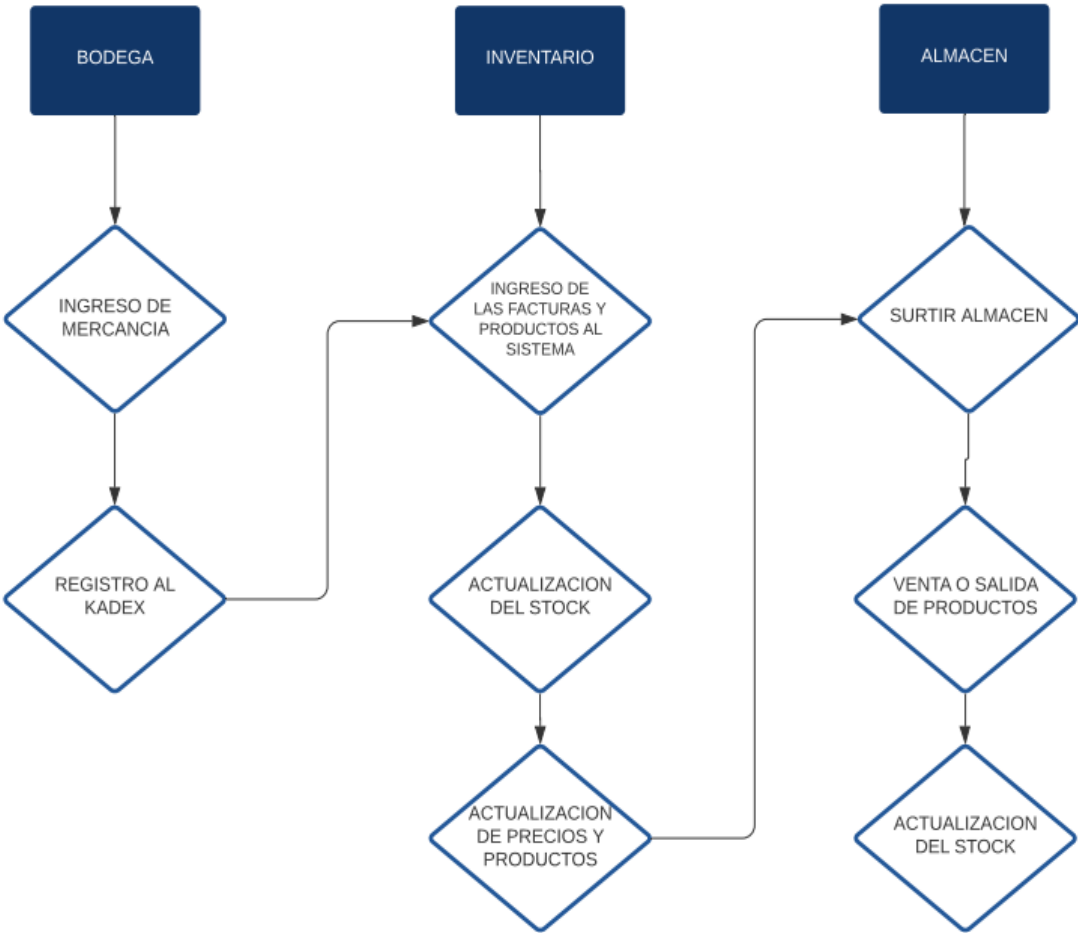 BODEGA
INGRESO DE
MERCANCIA
REGISTRO AL
KADEX
INVENTARIO
INGRESO DE
LAS FACTURAS Y
PRODUCTOS AL
SISTEMA
ACTUALIZACION
DEL STOCK
ACTUALIZACION
DE PRECIOS Y
PRODUCTOS
ALMACEN
SURTIR ALMACEN
VENTA O SALIDA
DE PRODUCTOS
ACTUALIZACION
DEL STOCK